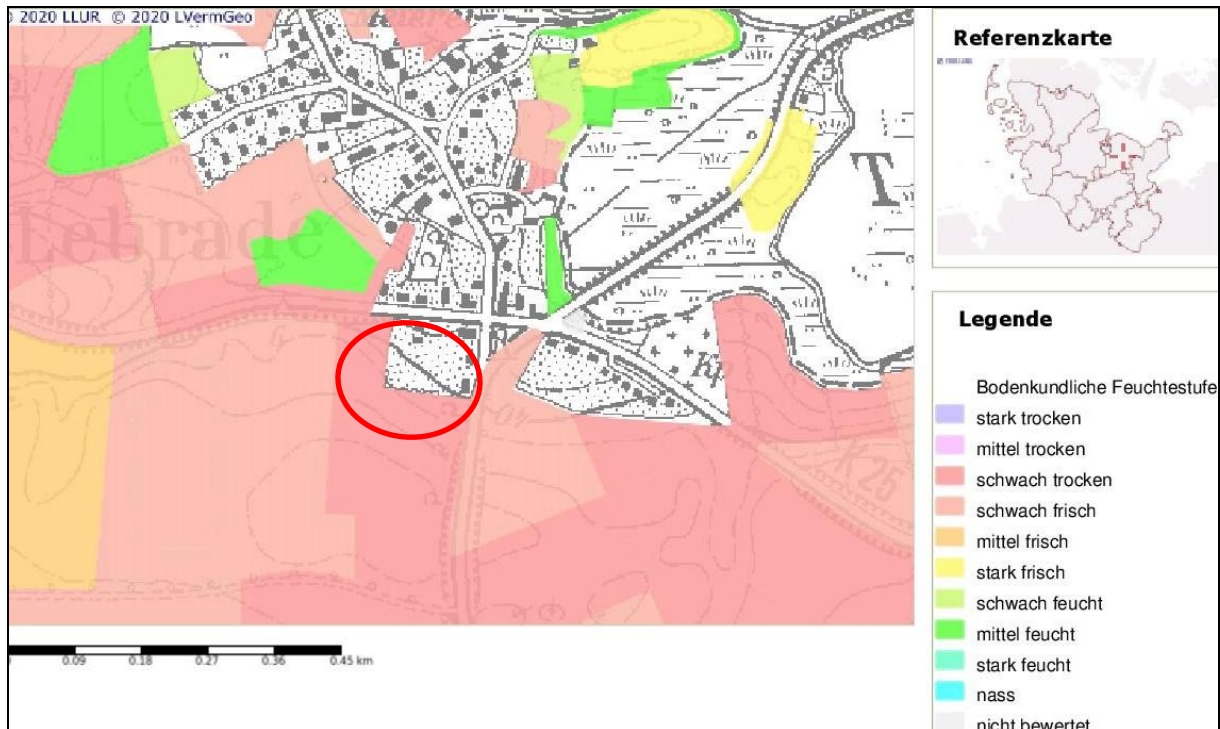 2020 LLUR © 2020 LVermGeo
Lebrade
T
Kp
K 25
0.09 0.18 0.27 0.36 0.45 km
Referenzkarte
Legende
Bodenkundliche Feuchtestufe
stark trocken
mittel trocken
schwach trocken
schwach frisch
mittel frisch
stark frisch
schwach feucht
mittel feucht
stark feucht
nass
nicht bewertet